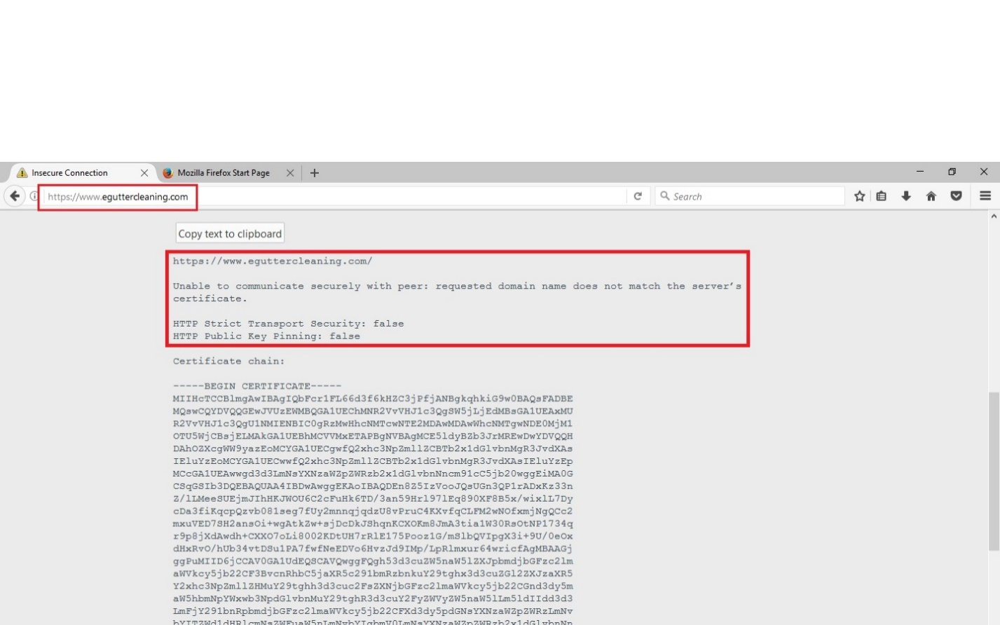 Insecure Connection
Mozilla Firefox Start Page
https://www.eguttercleaning.com
Search
Copy text to clipboard
https://www.eguttercleaning.com/
Unable to communicate securely with peer: requested domain name does not match the server’s
certificate.
HTTP Strict Transport Security: false
HTTP Public Key Pinning: false
Certificate chain:
-----BEGIN CERTIFICATE-----
MIIHcTCCBlmgAwIBAgIQbFcr1FL66d3f6kHZC3jPfjANBgkqhkiG9w0BAQsFADBE
MQswCQYDVQQGEwJVUzEWMBQGA1UEChMNR2VvVHJ1c3QgSW5jLjEdMBsGA1UEAxMU
R2VvVHJ1c3QgU1NMIENBIC0gRzMwHhcNMTcwNTE2MDAwMDAwWhcNMTgwNDE0MjM1
OTU5WjCBsjELMAkGA1UEBhMCVVMxETAPBgNVBAgMCE5ldyBZb3JrMREwDwYDVQQH
DAhOZXcgWW9yazEoMCYGA1UECgwfQ2xhc3NpZmllZCBTb2x1dGlvbnMgR3JvdXAs
IEluYzEoMCYGA1UECwwfQ2xhc3NpZmllZCBTb2x1dGlvbnMgR3JvdXAsIEluYzEp
MCcGA1UEAwwgd3d3LmNsYXNzaWZpZWRzb2x1dGlvbnNncm91cC5jb20wggEiMA0G
CSqGSIb3DQEBAQUAA4IBDwAwggEKAoIBAQDEn8Z5IzVooJQsUGn3QP1rADxKz33n
Z/lLMeeSUEjmJIhHKJWOU6C2cFuHk6TD/3an59Hrl97lEq890XF8B5x/wixlL7Dy
cDa3fiKqcpQzvb081seg7fUy2mnnqjqdzU8vPruC4KXvfqCLFM2wNOfxmjNgQCc2
mxuVED7SH2ansOi+wgAtkZw+sjDcDkJShqnKCXOKm8JmA3tia1W30RsOtNP1734q
r9p8jXdAwdh+CXXO7oLi8002KDtUH7rRlE175Pooz1G/mSlbQVIpgX3i+9U/0eOx
dHxRvO/hUb34vtDSu1PA7fwfNeEDVo6HvzJd9IMp/LpRlmxur64wricfAgMBAAGj
ggPuMIID6jCCAV0GA1UdEQSCAVQwggFQgh53d3cuZW5naW5lZXJpbmdjbGFzc2lm
aWVkcy5jb22CF3BvcnRhbC5jaXR5c291bmRzbnkuY29tghx3d3cuZGl2ZXJzaXR5
Y2xhc3NpZmllZHMuY29tghh3d3cuc2FsZXNjbGFzc2lmaWVkcy5jb22CGnd3dy5m
aW5hbmNpYWxwb3NpdGlvbnMuY29tghR3d3cuY2FyZWVyZW5naW5lLm5ldIIdd3d3
LmFjY291bnRpbmdjbGFzc2lmaWVkcy5jb22CFXd3dy5pdGNsYXNzaWZpZWRzLmNv